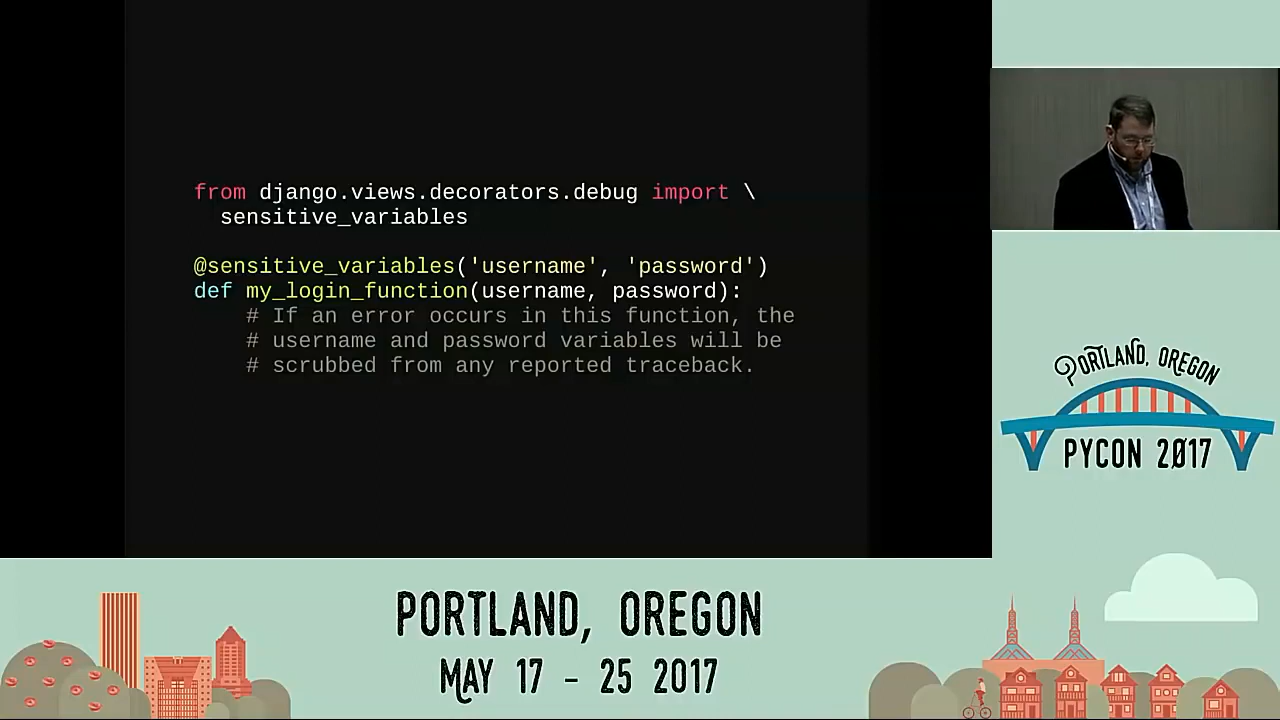 from django.views.decorators.debug import \
  sensitive_variables
@sensitive_variables('username', 'password')
def my_login_function(username, password):
    # If an error occurs in this function, the
    # username and password variables will be
    # scrubbed from any reported traceback.
PORTLAND, OREGON
PYCON 2017
PORTLAND, OREGON
MAY 17 - 25 2017